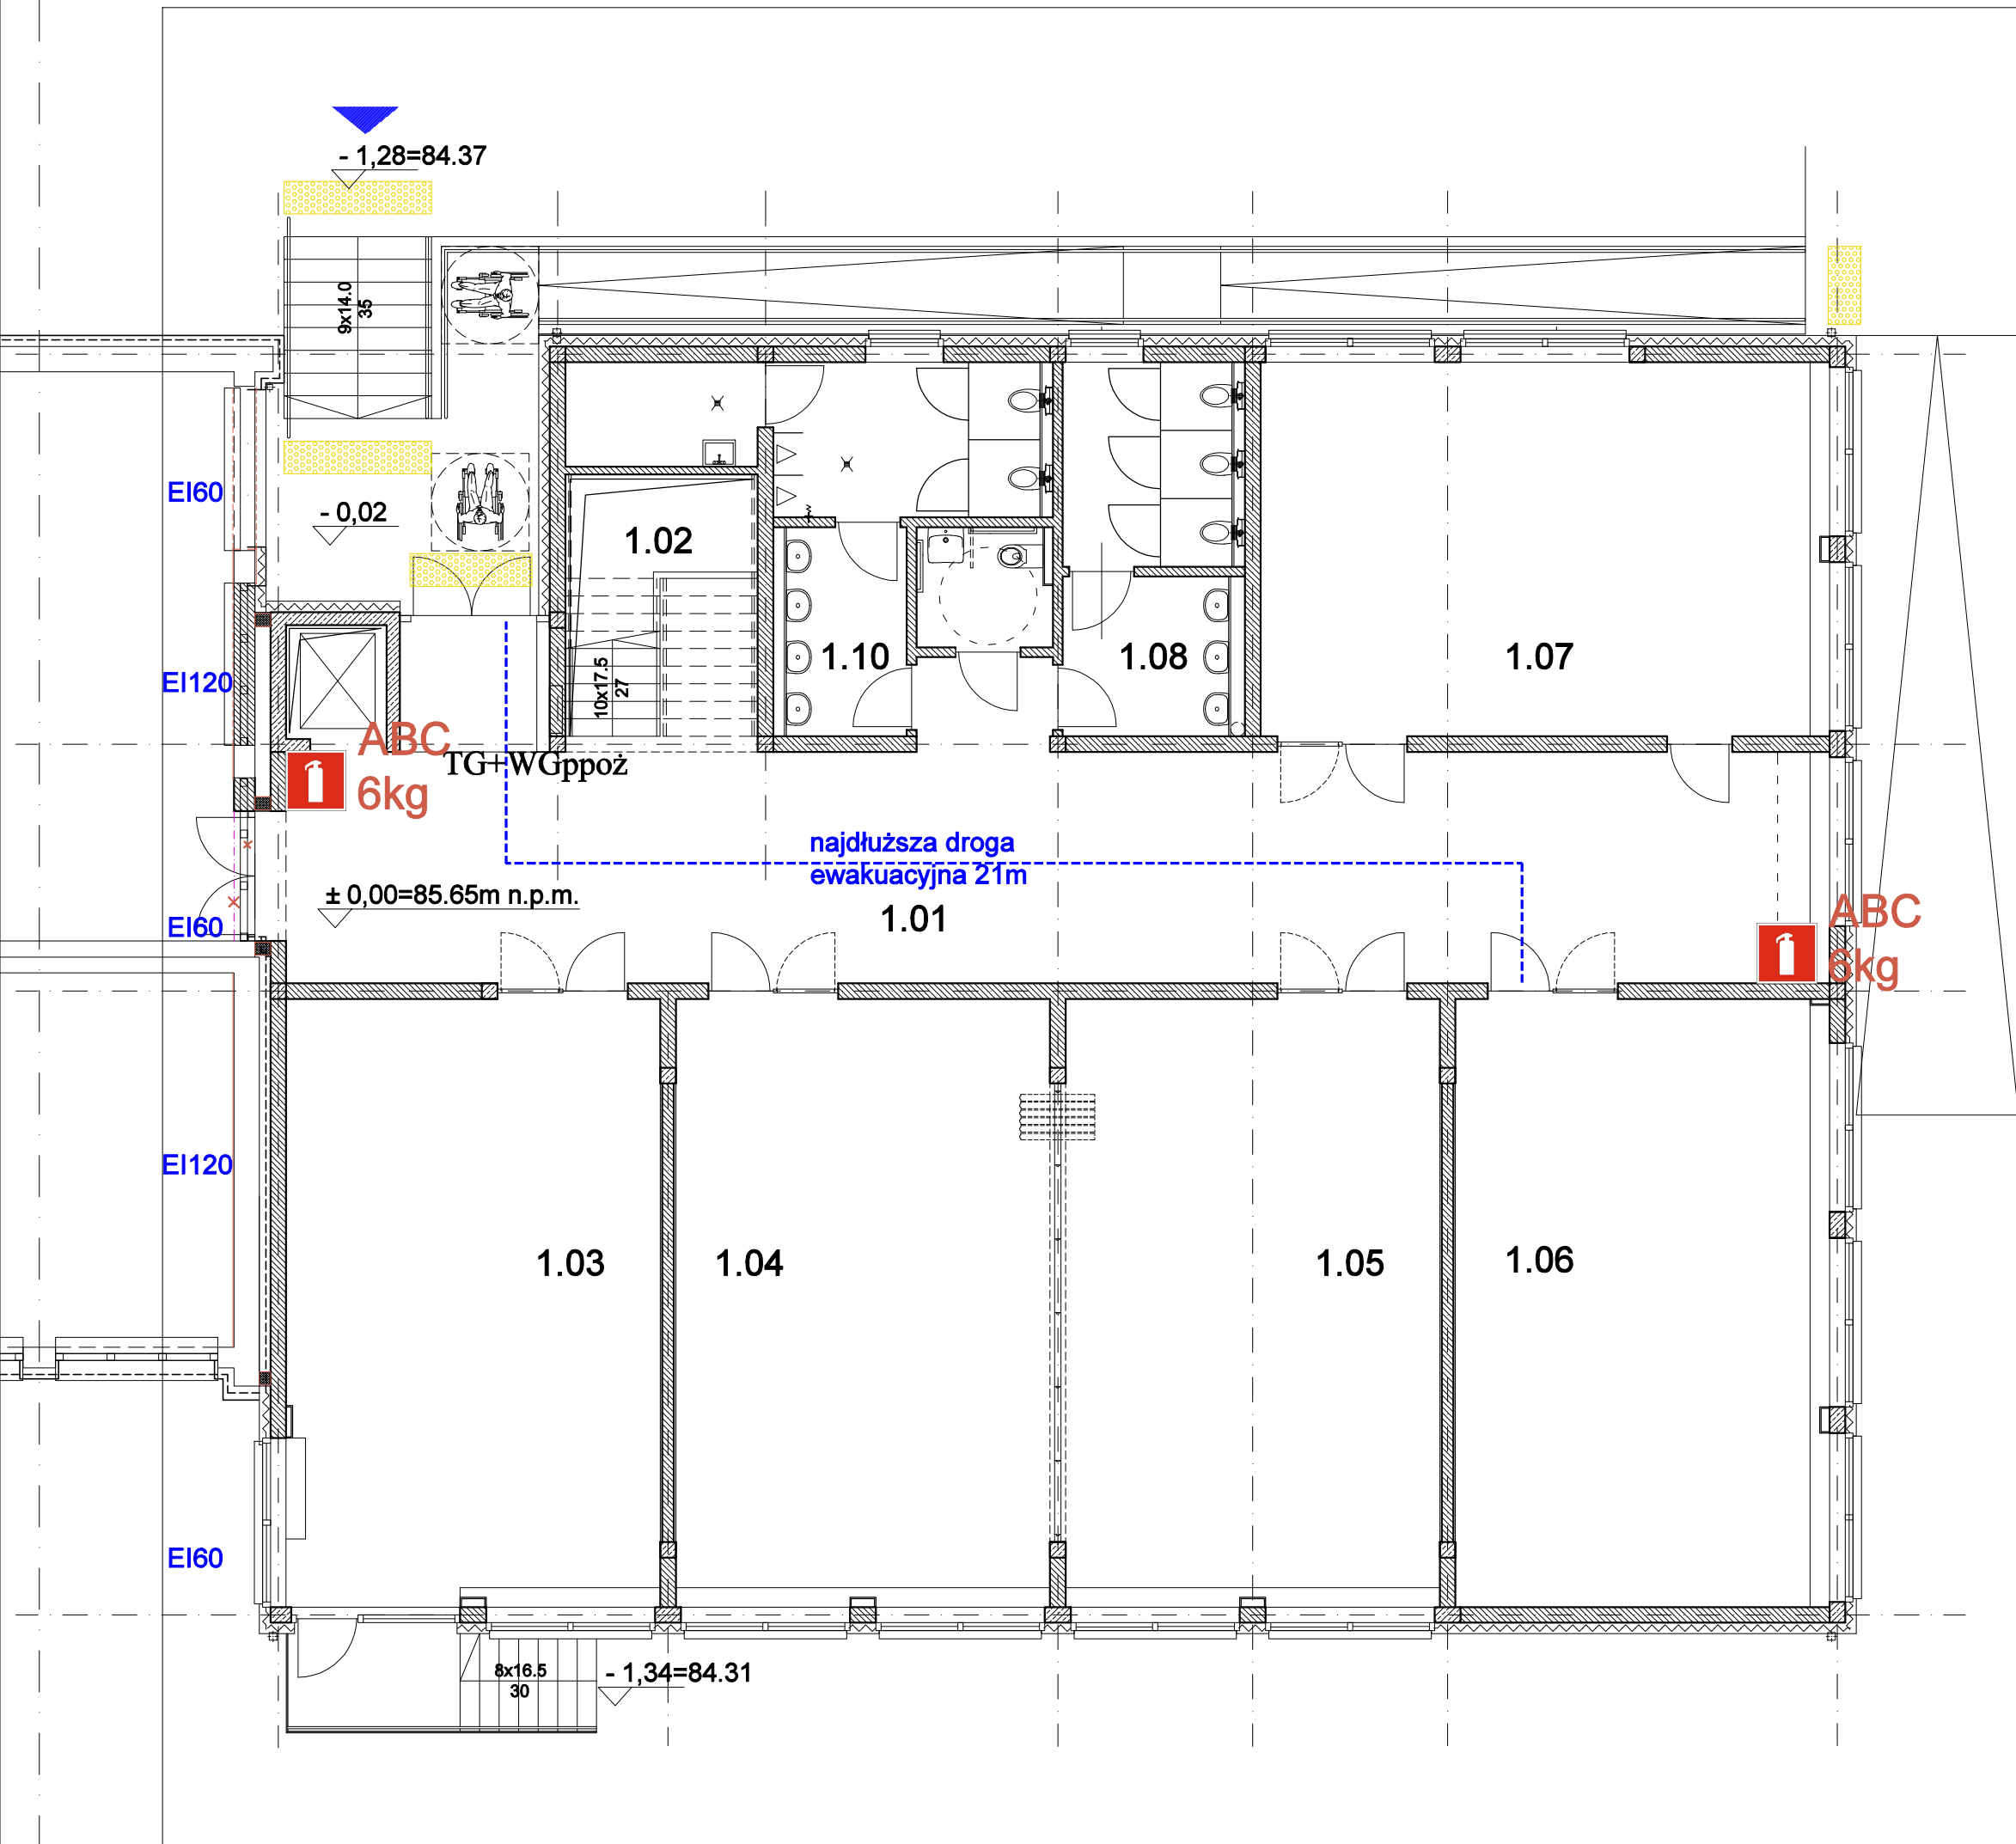 - 1,28=84.37
9x14.0
35
EI60
- 0,02
1.02
1.10
1.08
1.07
EI120
10x17.5
27
ABC
6kg
TG+WGppoż
najdłuższa droga
ewakuacyjna 21m
± 0,00=85.65m n.p.m.
1.01
EI60
ABC
6kg
EI120
1.03
1.04
1.05
1.06
EI60
8x16.5
30
- 1,34=84.31